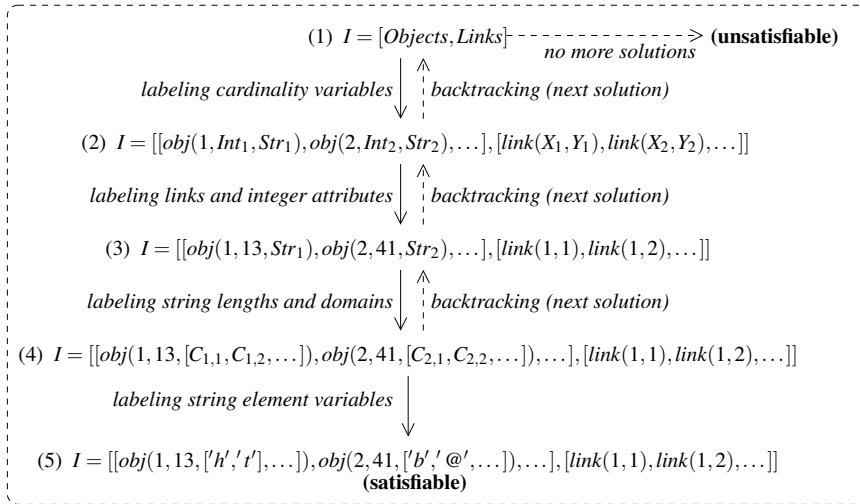 (1) I = [Objects, Links] no more solutions (unsatisfiable)
labeling cardinality variables backtracking (next solution)
(2) I = [[obj(1,Int₁,Str₁),obj(2,Int₂,Str₂),...],[link(X₁,Y₁),link(X₂,Y₂),...]]
labeling links and integer attributes backtracking (next solution)
(3) I = [[obj(1,13,Str₁),obj(2,41,Str₂),...],[link(1,1),link(1,2),...]]
labeling string lengths and domains backtracking (next solution)
(4) I = [[obj(1,13,[C₁,₁,C₁,₂,...]),obj(2,41,[C₂,₁,C₂,₂,...]),...],[link(1,1),link(1,2),...]]
labeling string element variables
(5) I = [[obj(1,13,['h','t'],...]),obj(2,41,['b','@',...]),...],[link(1,1),link(1,2),...]]
(satisfiable)